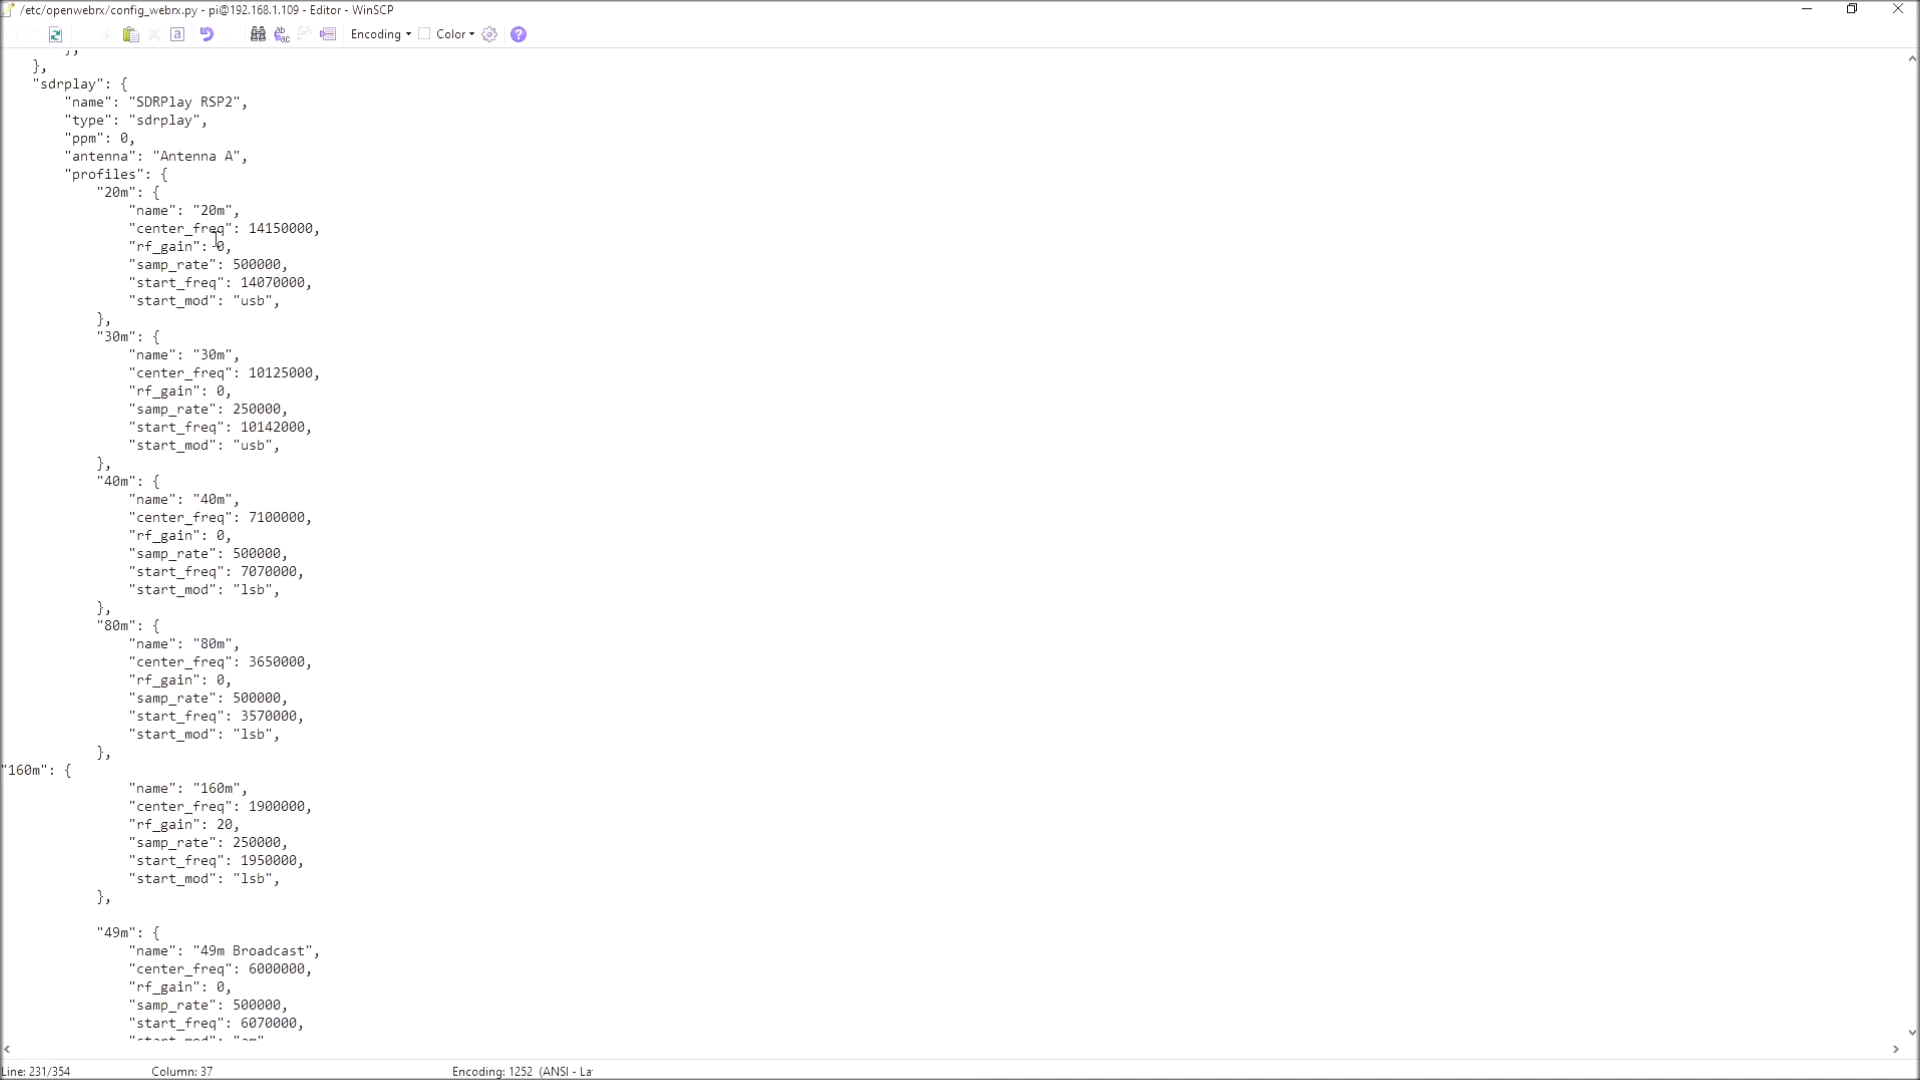 /etc/openwebrx/config_webrx.py - pi@192.168.1.109 - Editor - WinSCP
Encoding Color
},
},
"sdrplay": {
"name": "SDRPlay RSP2",
"type": "sdrplay",
"ppm": 0,
"antenna": "Antenna A",
"profiles": {
"20m": {
"name": "20m",
"center_freq": 14150000,
"rf_gain": 0,
"samp_rate": 500000,
"start_freq": 14070000,
"start_mod": "usb",
},
"30m": {
"name": "30m",
"center_freq": 10125000,
"rf_gain": 0,
"samp_rate": 250000,
"start_freq": 10142000,
"start_mod": "usb",
},
"40m": {
"name": "40m",
"center_freq": 7100000,
"rf_gain": 0,
"samp_rate": 500000,
"start_freq": 7070000,
"start_mod": "lsb",
},
"80m": {
"name": "80m",
"center_freq": 3650000,
"rf_gain": 0,
"samp_rate": 500000,
"start_freq": 3570000,
"start_mod": "lsb",
},
"160m": {
"name": "160m",
"center_freq": 1900000,
"rf_gain": 20,
"samp_rate": 250000,
"start_freq": 1950000,
"start_mod": "lsb",
},
"49m": {
"name": "49m Broadcast",
"center_freq": 6000000,
"rf_gain": 0,
"samp_rate": 500000,
"start_freq": 6070000,
"start_mod": "am"
Line: 231/354 Column: 37 Encoding: 1252 (ANSI - La